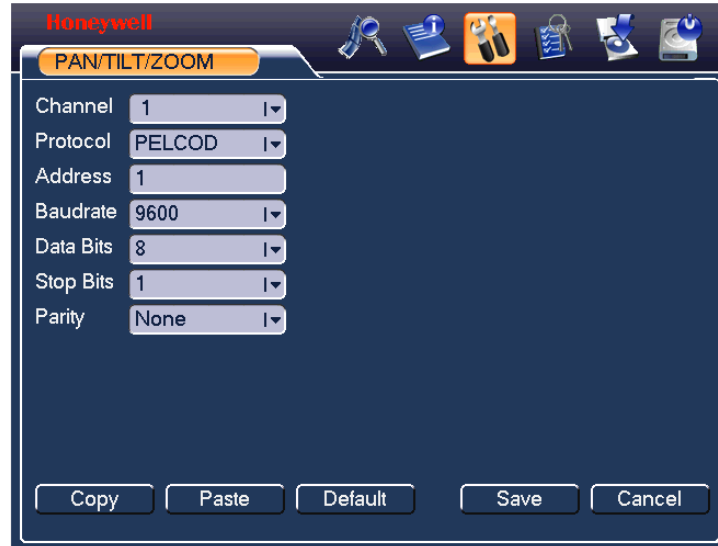 Honeywell
PAN/TILT/ZOOM
Channel 1
Protocol PELCOD
Address 1
Baudrate 9600
Data Bits 8
Stop Bits 1
Parity None
Copy Paste Default Save Cancel